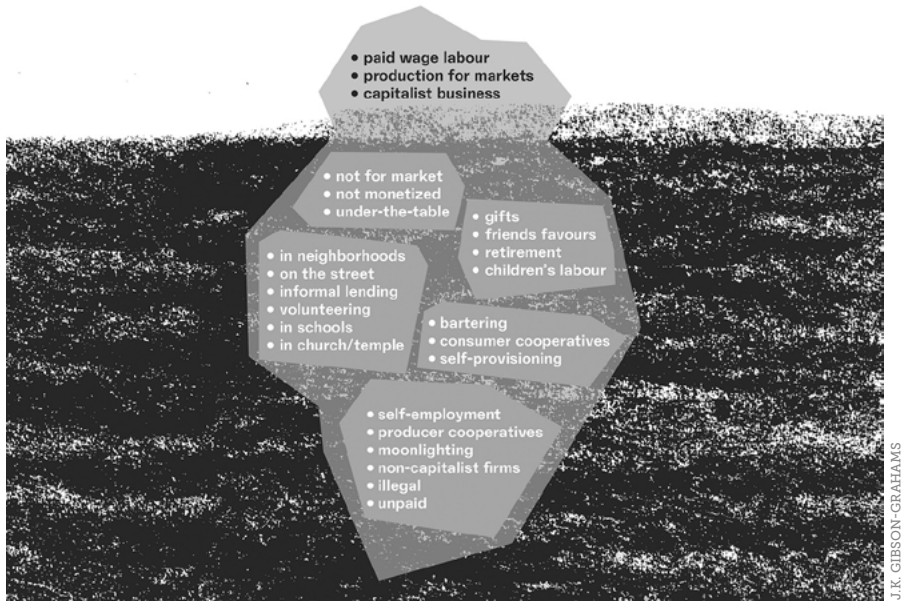 • paid wage labour
• production for markets
• capitalist business
• not for market
• not monetized
• under-the-table
• gifts
• friends favours
• retirement
• children's labour
• in neighborhoods
• on the street
• informal lending
• volunteering
• in schools
• in church/temple
• bartering
• consumer cooperatives
• self-provisioning
• self-employment
• producer cooperatives
• moonlighting
• non-capitalist firms
• illegal
• unpaid
J.K. GIBSON-GRAHAMS